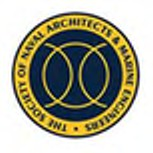 THE SOCIETY OF NAVAL ARCHITECTS & MARINE ENGINEERS •